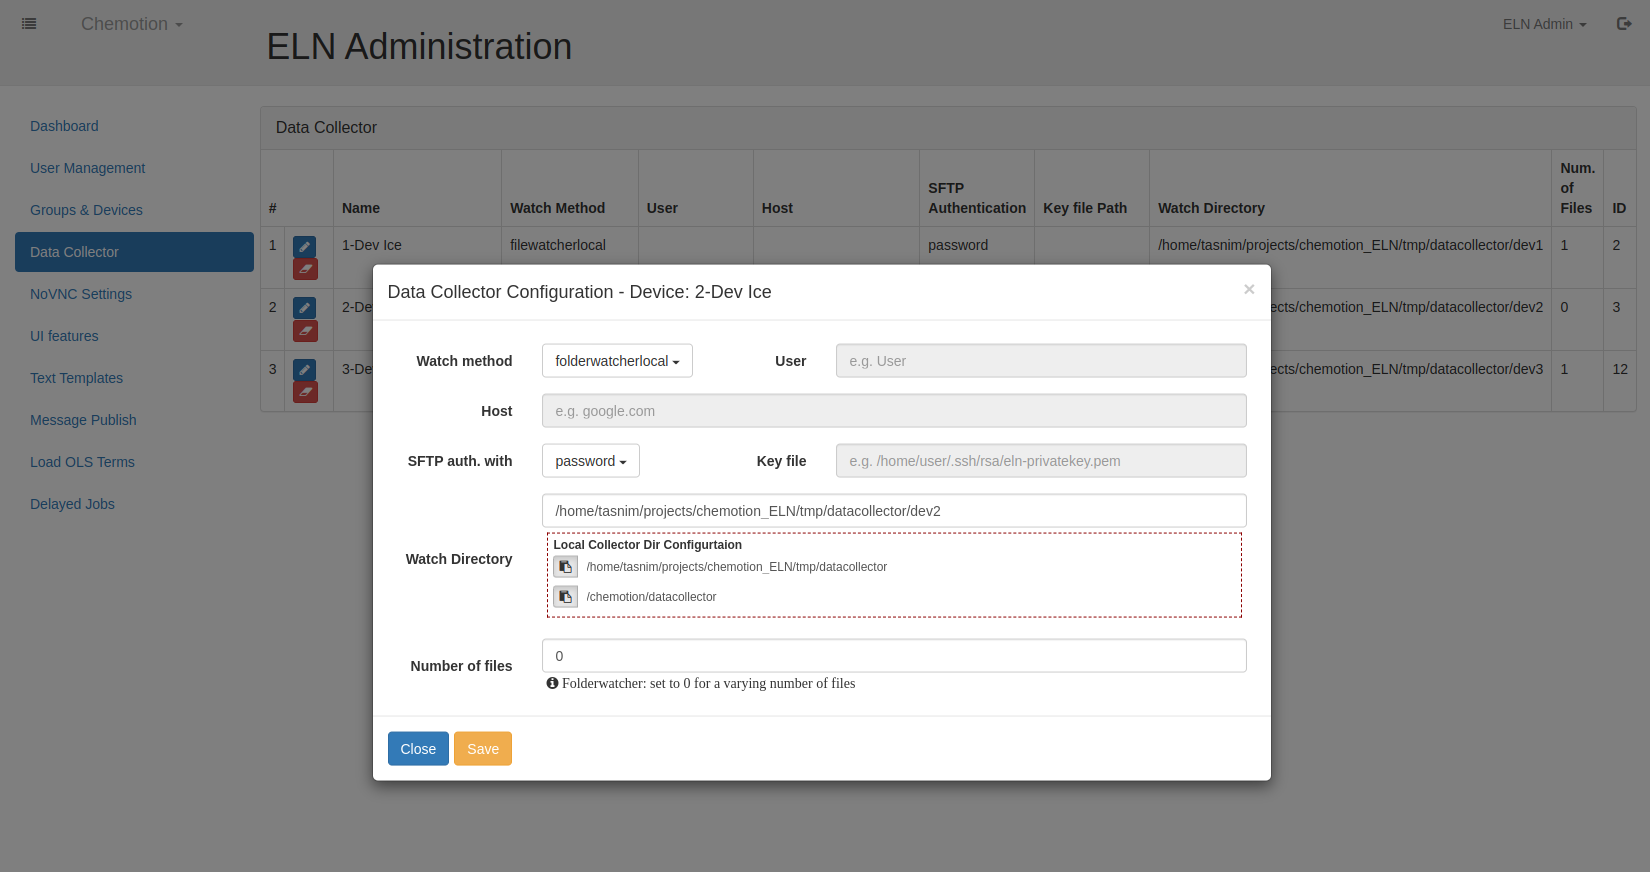 Chemotion
ELN Administration
ELN Admin
Dashboard
User Management
Groups & Devices
Data Collector
NoVNC Settings
UI features
Text Templates
Message Publish
Load OLS Terms
Delayed Jobs
Data Collector
# Name Watch Method User Host SFTP Authentication Key file Path Watch Directory Num. of Files ID
1 1-Dev Ice filewatcherlocal password /home/tasnim/projects/chemotion_ELN/tmp/datacollector/dev1 1 2
2 2-De ects/chemotion_ELN/tmp/datacollector/dev2 0 3
3 3-De ects/chemotion_ELN/tmp/datacollector/dev3 1 12
Data Collector Configuration - Device: 2-Dev Ice
×
Watch method folderwatcherlocal User e.g. User
Host e.g. google.com
SFTP auth. with password Key file e.g. /home/user/.ssh/rsa/eln-privatekey.pem
/home/tasnim/projects/chemotion_ELN/tmp/datacollector/dev2
Watch Directory
Local Collector Dir Configurtaion
/home/tasnim/projects/chemotion_ELN/tmp/datacollector
/chemotion/datacollector
Number of files 0
Folderwatcher: set to 0 for a varying number of files
Close Save